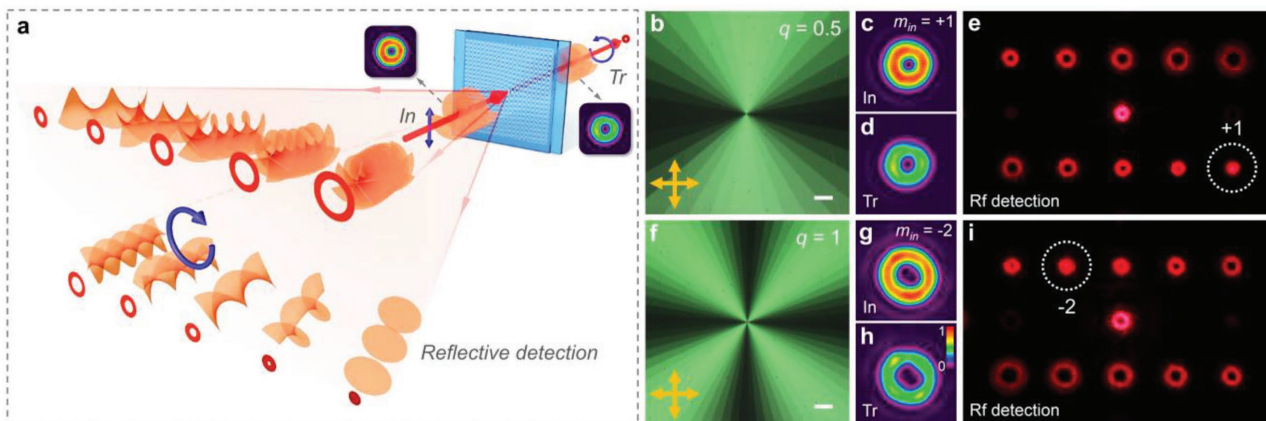 a
In
Tr
Reflective detection
b
q = 0.5
c
m_in = +1
In
d
Tr
e
+1
Rf detection
f
q = 1
g
m_in = -2
In
h
1
0
Tr
i
-2
Rf detection